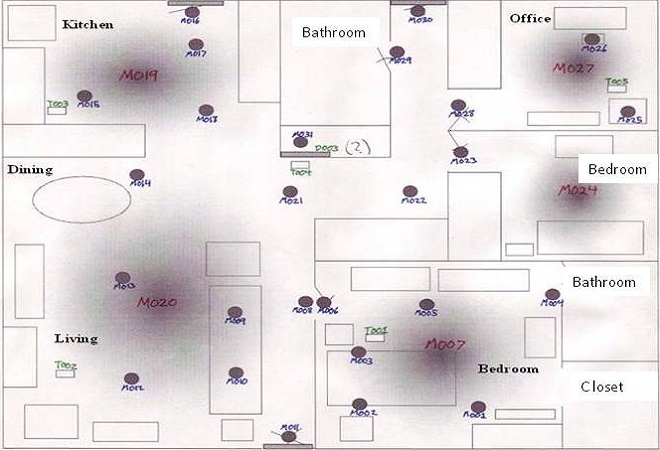 M016
M030
Office
Kitchen
Bathroom
M017
M029
M026
M019
M027
T003
M015
T005
M018
M028
M025
M031
D003 (?)
M023
Dining
T004
Bedroom
M014
M021
M022
M024
M013
Bathroom
M020
M008
M006
M005
M004
M009
Living
T001
M007
M003
T002
M012
M010
Bedroom
Closet
M002
M001
M011